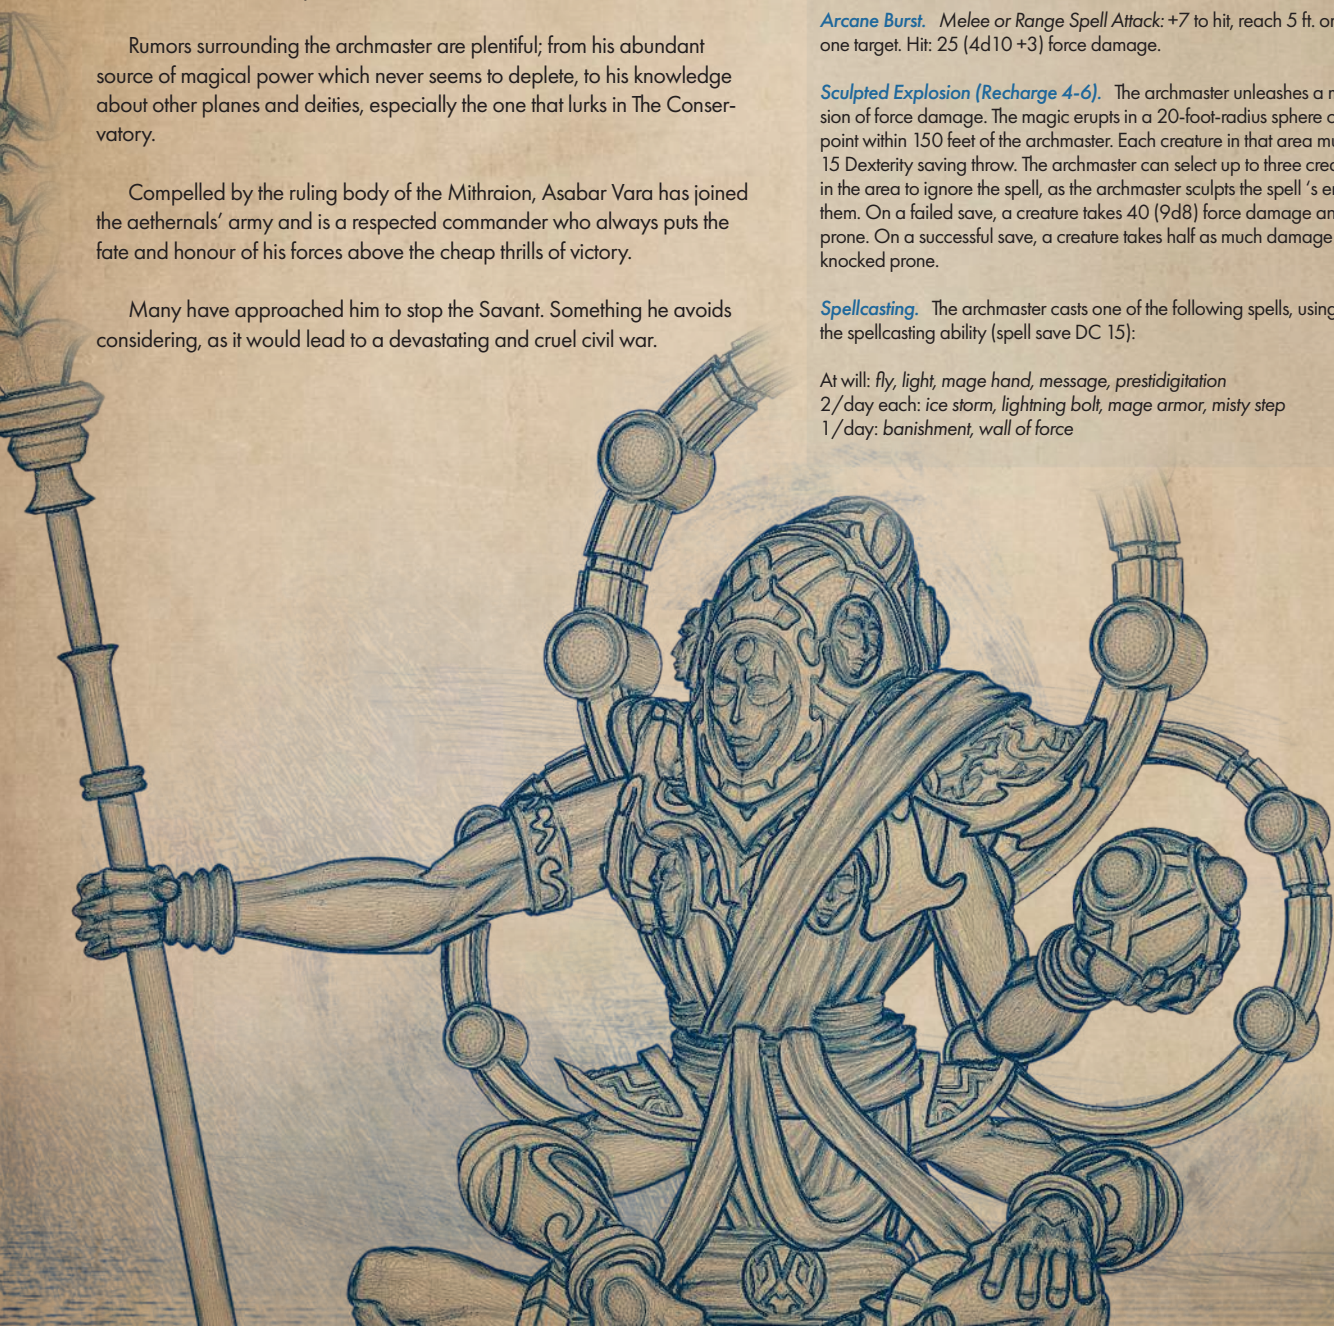 Rumors surrounding the archmaster are plentiful; from his abundant
source of magical power which never seems to deplete, to his knowledge
about other planes and deities, especially the one that lurks in The Conser-
vatory.
Compelled by the ruling body of the Mithraion, Asabar Vara has joined
the aethernals’ army and is a respected commander who always puts the
fate and honour of his forces above the cheap thrills of victory.
Many have approached him to stop the Savant. Something he avoids
considering, as it would lead to a devastating and cruel civil war.
Arcane Burst. Melee or Range Spell Attack: +7 to hit, reach 5 ft. or
one target. Hit: 25 (4d10 +3) force damage.
Sculpted Explosion (Recharge 4-6). The archmaster unleashes a
sion of force damage. The magic erupts in a 20-foot-radius sphere
point within 150 feet of the archmaster. Each creature in that area
15 Dexterity saving throw. The archmaster can select up to three
in the area to ignore the spell, as the archmaster sculpts the spell ‘s
them. On a failed save, a creature takes 40 (9d8) force damage
prone. On a successful save, a creature takes half as much damage
knocked prone.
Spellcasting. The archmaster casts one of the following spells, using
the spellcasting ability (spell save DC 15):
At will: fly, light, mage hand, message, prestidigitation
2/day each: ice storm, lightning bolt, mage armor, misty step
1/day: banishment, wall of force